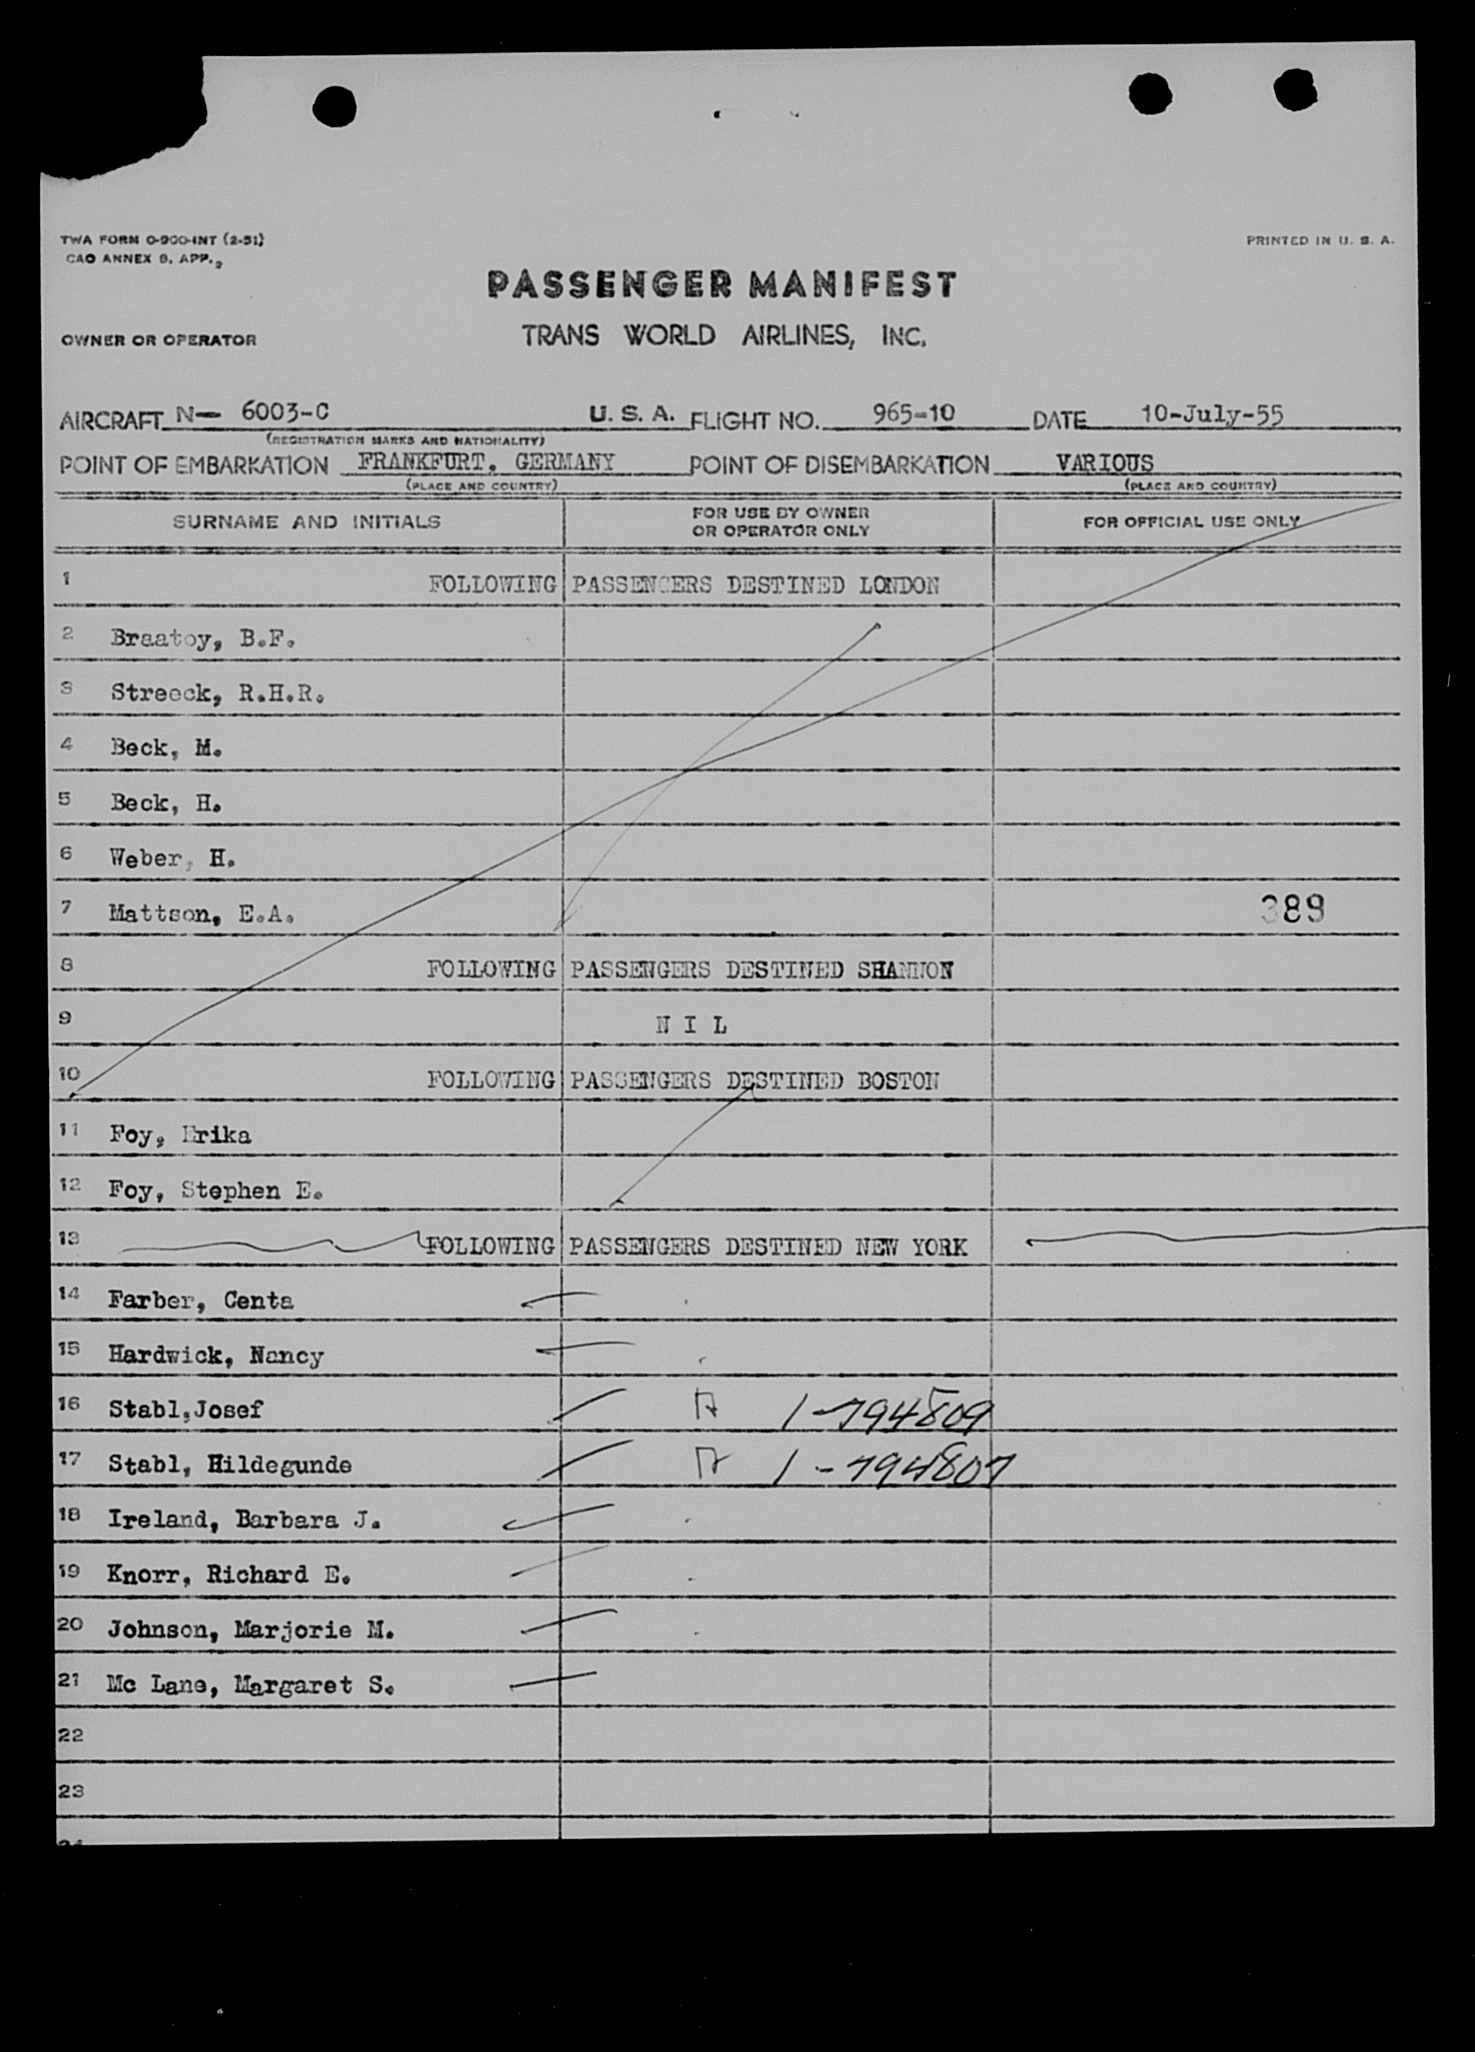 TWA FORM O-900-INT (2-51)
CAO ANNEX 9, APP. 2
PRINTED IN U. S. A.
PASSENGER MANIFEST
OWNER OR OPERATOR TRANS WORLD AIRLINES, INC.
AIRCRAFT N- 6003-C U. S. A. FLIGHT NO. 965-10 DATE 10-July-55
(REGISTRATION MARKS AND NATIONALITY)
POINT OF EMBARKATION FRANKFURT, GERMANY POINT OF DISEMBARKATION VARIOUS
(PLACE AND COUNTRY) (PLACE AND COUNTRY)
SURNAME AND INITIALS FOR USE BY OWNER OR OPERATOR ONLY FOR OFFICIAL USE ONLY
1 FOLLOWING PASSENGERS DESTINED LONDON
2 Braatoy, B.F.
3 Streeck, R.H.R.
4 Beck, M.
5 Beck, H.
6 Weber, H.
7 Mattson, E.A. 389
8 FOLLOWING PASSENGERS DESTINED SHANNON
9 N I L
10 FOLLOWING PASSENGERS DESTINED BOSTON
11 Foy, Erika
12 Foy, Stephen E.
13 FOLLOWING PASSENGERS DESTINED NEW YORK
14 Farber, Centa
15 Hardwick, Nancy
16 Stabl,Josef A 1-794809
17 Stabl, Hildegunde A 1-794807
18 Ireland, Barbara J.
19 Knorr, Richard E.
20 Johnson, Marjorie M.
21 Mc Lane, Margaret S.
22
23